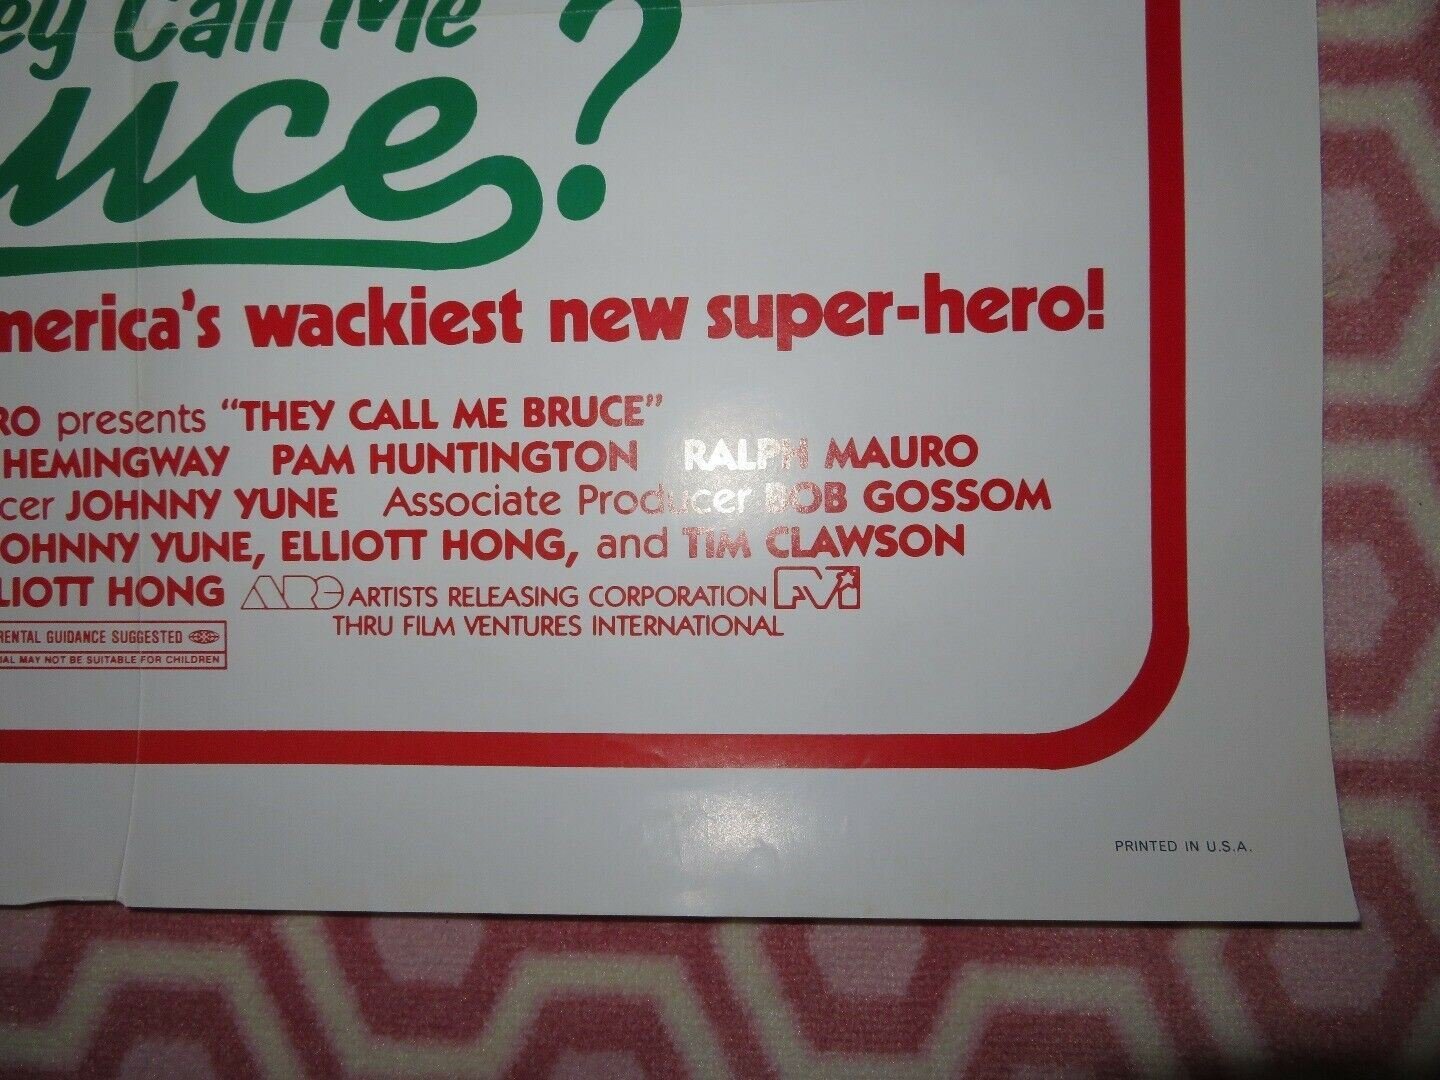 ey Call Me
uce?
merica's wackiest new super-hero!
RO presents "THEY CALL ME BRUCE"
HEMINGWAY PAM HUNTINGTON RALPH MAURO
cer JOHNNY YUNE Associate Producer BOB GOSSOM
OHNNY YUNE, ELLIOTT HONG, and TIM CLAWSON
LIOTT HONG ARC ARTISTS RELEASING CORPORATION FVI
THRU FILM VENTURES INTERNATIONAL
RENTAL GUIDANCE SUGGESTED
IAL MAY NOT BE SUITABLE FOR CHILDREN
PRINTED IN U.S.A.